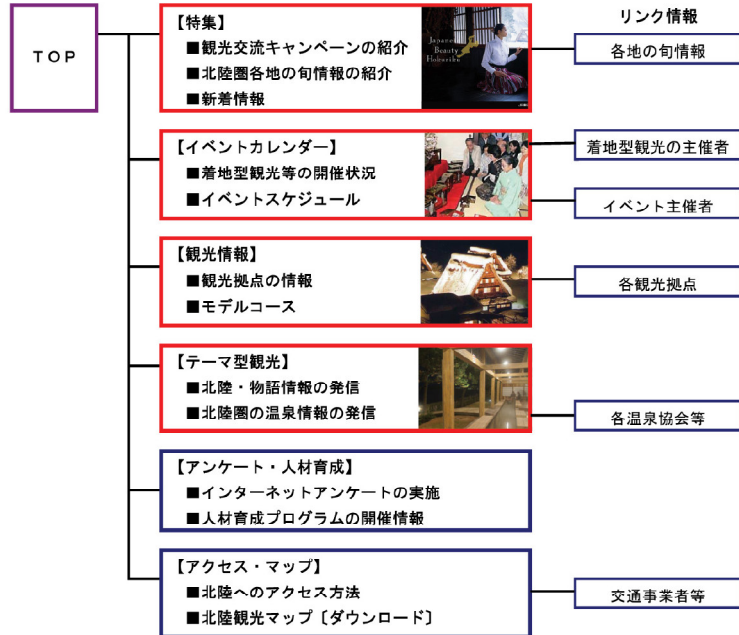 TOP
【特集】
■観光交流キャンペーンの紹介
■北陸圏各地の旬情報の紹介
■新着情報
Japanese
Beauty
Hokuriku
リンク情報
各地の旬情報
【イベントカレンダー】
■着地型観光等の開催状況
■イベントスケジュール
着地型観光の主催者
イベント主催者
【観光情報】
■観光拠点の情報
■モデルコース
各観光拠点
【テーマ型観光】
■北陸・物語情報の発信
■北陸圏の温泉情報の発信
各温泉協会等
【アンケート・人材育成】
■インターネットアンケートの実施
■人材育成プログラムの開催情報
【アクセス・マップ】
■北陸へのアクセス方法
■北陸観光マップ〔ダウンロード〕
交通事業者等